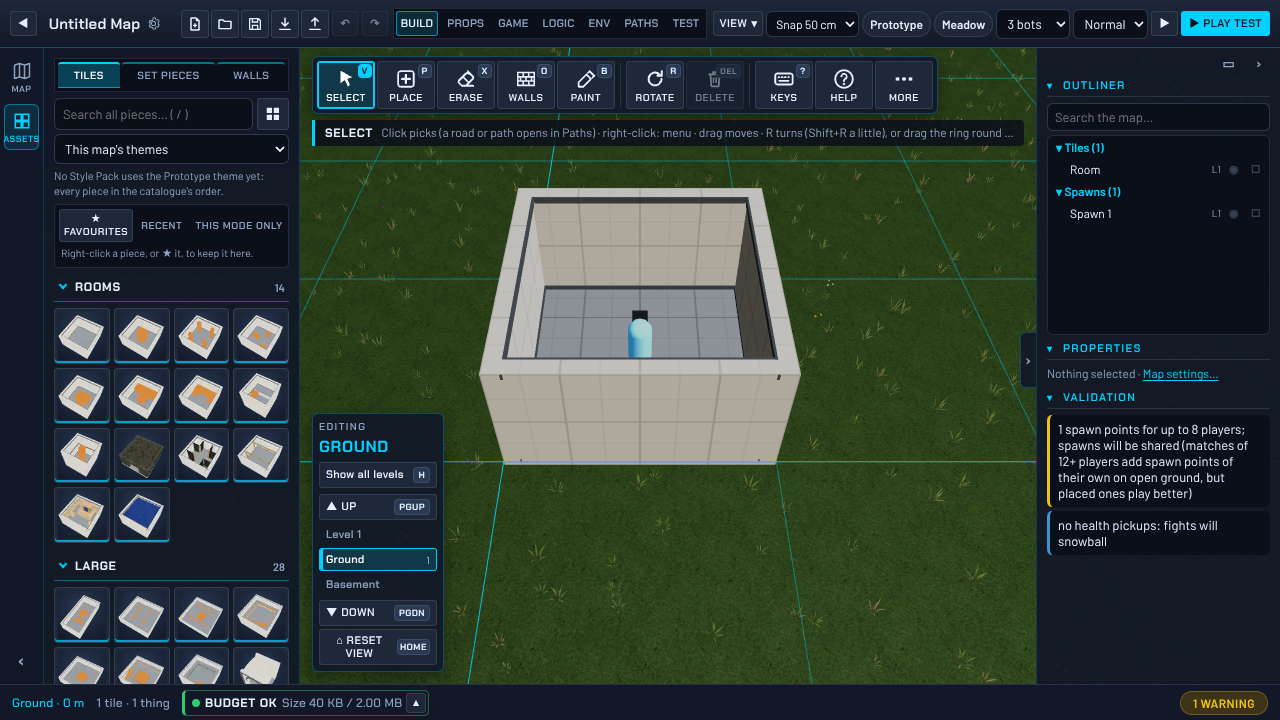 Untitled Map
BUILD
PROPS
GAME
LOGIC
ENV
PATHS
TEST
VIEW ▾
Snap 50 cm
Prototype
Meadow
3 bots
Normal
PLAY TEST
MAP
ASSETS
TILES
SET PIECES
WALLS
Search all pieces... ( / )
This map's themes
No Style Pack uses the Prototype theme yet:
every piece in the catalogue's order.
★
FAVOURITES
RECENT
THIS MODE ONLY
Right-click a piece, or ★ it, to keep it here.
ROOMS
14
LARGE
28
V
SELECT
P
PLACE
X
ERASE
O
WALLS
B
PAINT
R
ROTATE
DEL
DELETE
?
KEYS
HELP
MORE
SELECT Click picks (a road or path opens in Paths) · right-click: menu · drag moves · R turns (Shift+R a little), or drag the ring round ...
EDITING
GROUND
Show all levels H
▲ UP PGUP
Level 1
Ground 1
Basement
▼ DOWN PGDN
⌂ RESET
VIEW
HOME
OUTLINER
Search the map...
▾ Tiles (1)
Room L1
▾ Spawns (1)
Spawn 1 L1
PROPERTIES
Nothing selected · Map settings...
VALIDATION
1 spawn points for up to 8 players;
spawns will be shared (matches of
12+ players add spawn points of
their own on open ground, but
placed ones play better)
no health pickups: fights will
snowball
Ground · 0 m
1 tile · 1 thing
BUDGET OK Size 40 KB / 2.00 MB
1 WARNING